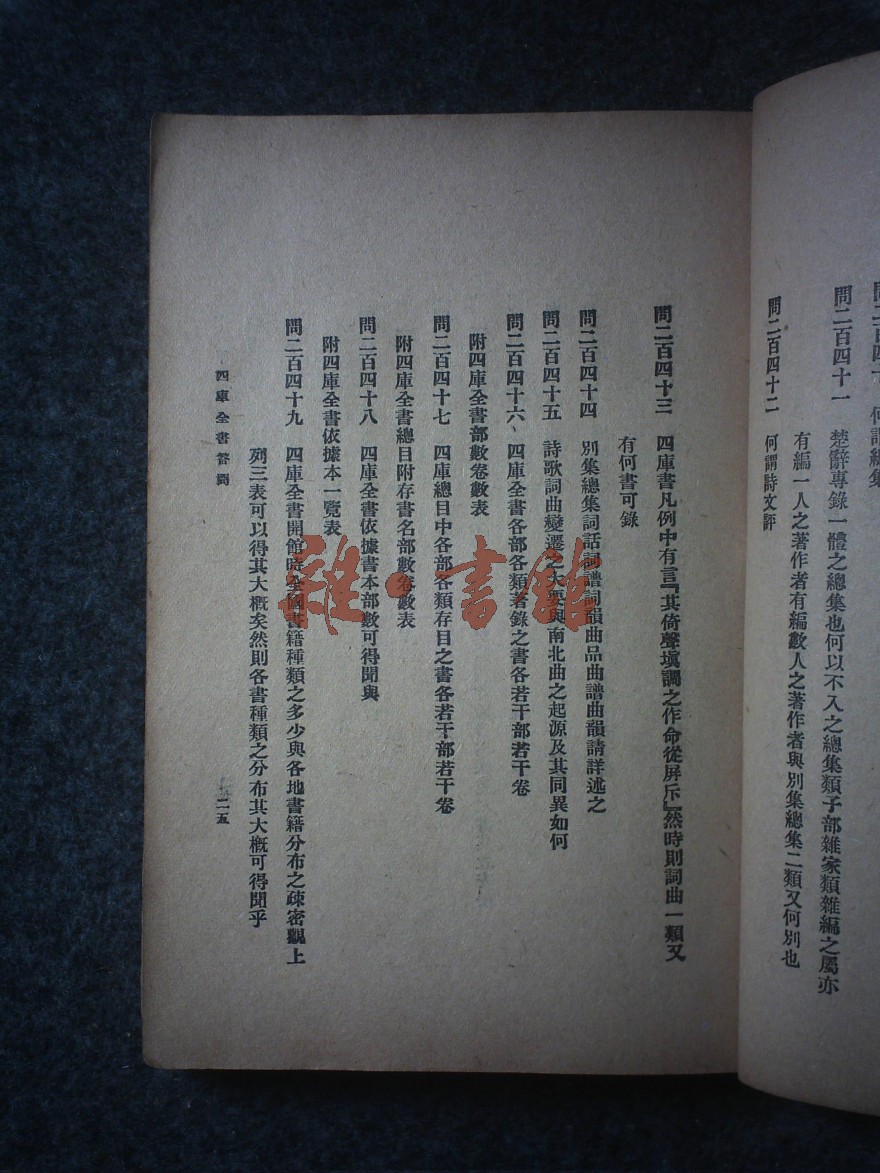 問二百四十一　楚辭專錄一體之總集也何以不入之總集類子部雜家類雜編之屬亦
有編一人之著作者有編數人之著作者與別集總集二類又何別也
問二百四十二　何謂詩文評
問二百四十三　四庫書凡例中有言『其倚聲塡調之作命從屏斥』然時則詞曲一類又
有何書可錄
問二百四十四　別集總集詞話詞譜詞韻曲品曲譜曲韻請詳述之
問二百四十五　詩歌詞曲變遷之大要與南北曲之起源及其同異如何
問二百四十六　四庫全書各部各類著錄之書各若干部若干卷
附四庫全書部數卷數表
問二百四十七　四庫總目中各部各類存目之書各若干部若干卷
附四庫全書總目附存書名部數卷數表
問二百四十八　四庫全書依據書本部數可得聞與
附四庫全書依據本一覽表
問二百四十九　四庫全書開館時全國書籍種類之多少與各地書籍分布之疎密觀上
列三表可以得其大概矣然則各書種類之分布其大概可得聞乎
四庫全書答問
二五
雜書館